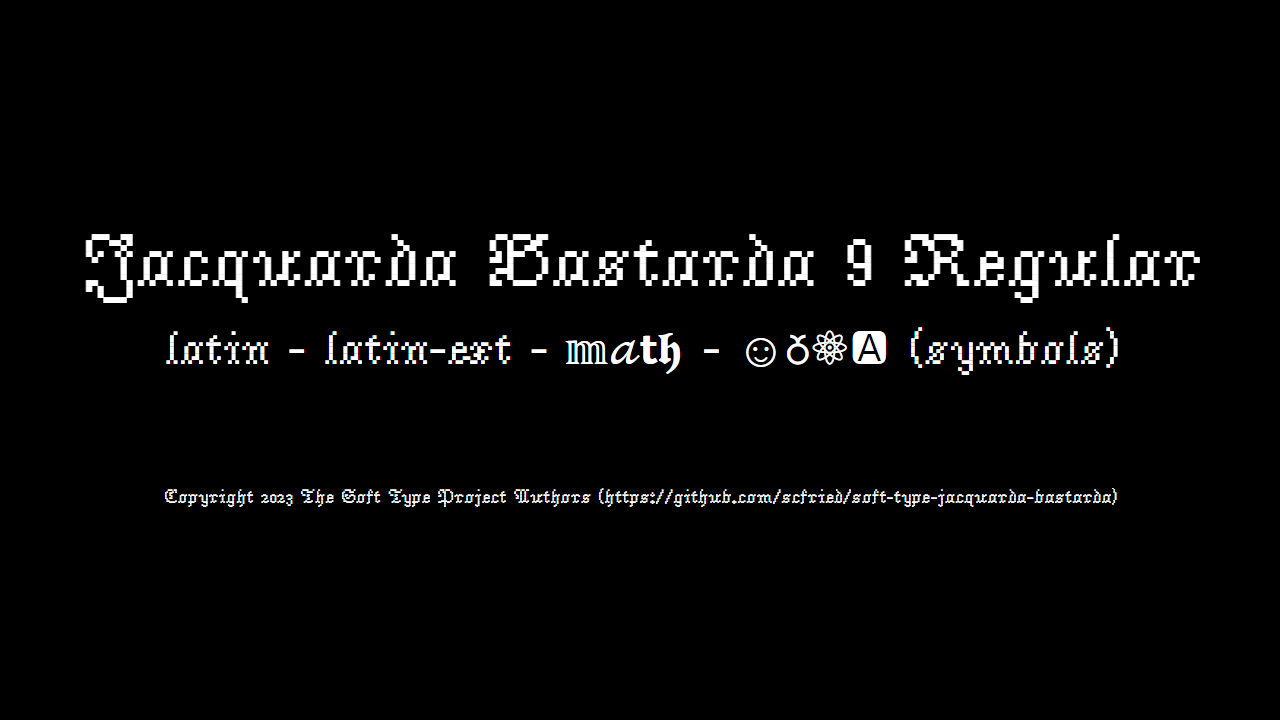 Jacquarda Bastarda 9 Regular
latin - latin-ext - 𝕞𝒶𝐭𝖍 - ☺♁⚛🅰 (symbols)
Copyright 2023 The Soft Type Project Authors (https://github.com/scfried/soft-type-jacquarda-bastarda)